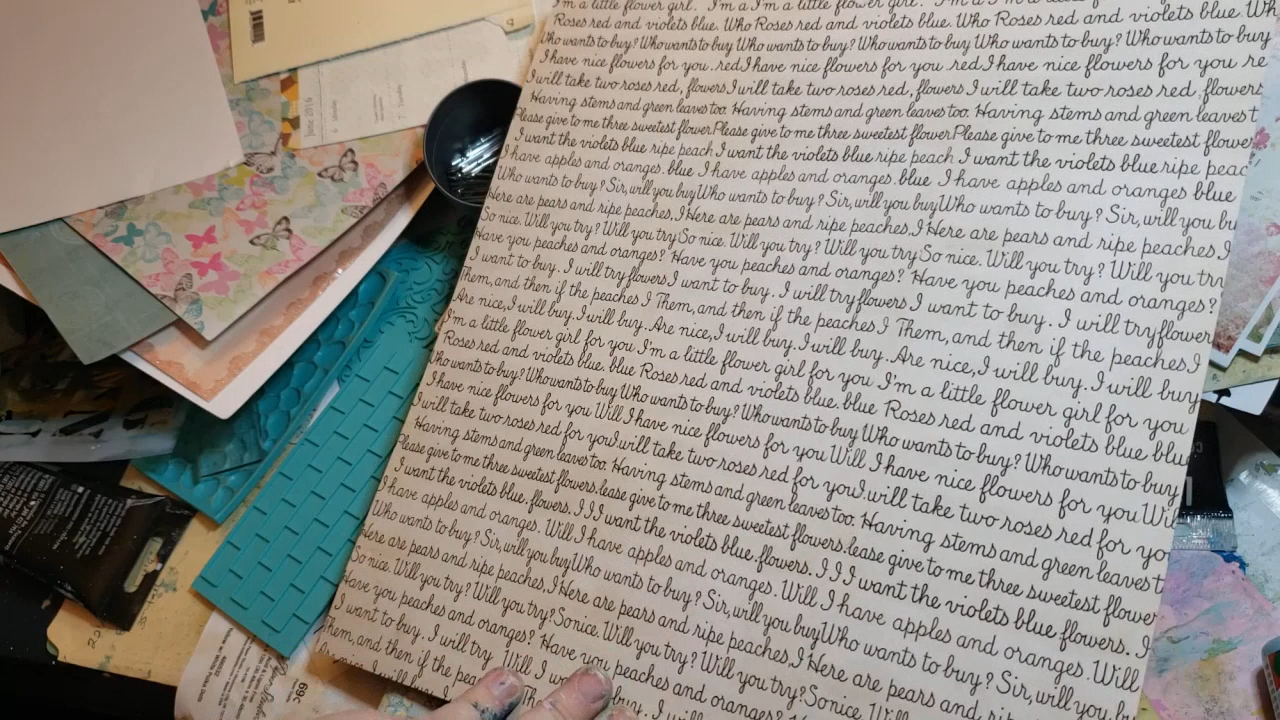 I'm a little flower girl. I'm a I'm a little flower girl.
Roses red and violets blue. Who Roses red and violets blue. Who Roses red and violets blue. Wh
Who wants to buy? Who wants to buy Who wants to buy? Who wants to buy Who wants to buy? Who wants to buy
I have nice flowers for you .red I have nice flowers for you .red I have nice flowers for you re
I will take two roses red, flowers I will take two roses red, flowers I will take two roses red, flowers
Having stems and green leaves too. Having stems and green leaves too. Having stems and green leaves t
Please give to me three sweetest flower Please give to me three sweetest flower Please give to me three sweetest flower
I want the violets blue ripe peach I want the violets blue ripe peach I want the violets blue ripe peac
I have apples and oranges. blue I have apples and oranges. blue I have apples and oranges blue
Who wants to buy? Sir, will you buy Who wants to buy? Sir, will you buy Who wants to buy? Sir, will you bu
Here are pears and ripe peaches, I Here are pears and ripe peaches, I Here are pears and ripe peaches, I
So nice. Will you try? Will you try So nice. Will you try? Will you try So nice. Will you try? Will you try
Have you peaches and oranges? Have you peaches and oranges? Have you peaches and oranges?
I want to buy. I will try flowers I want to buy. I will try flowers. I want to buy. I will try flower
Them, and then if the peaches I Them, and then if the peaches I Them, and then if the peaches I
Are nice, I will buy. I will buy. Are nice, I will buy. I will buy. Are nice, I will buy. I will buy
I'm a little flower girl for you I'm a little flower girl for you I'm a little flower girl for you
Roses red and violets blue. blue Roses red and violets blue. blue Roses red and violets blue blu
Who wants to buy? Who wants to buy Who wants to buy? Who wants to buy Who wants to buy? Who wants to buy
I have nice flowers for you Will I have nice flowers for you Will I have nice flowers for you Wil
I will take two roses red for you I will take two roses red for you I will take two roses red for yo
Having stems and green leaves too. Having stems and green leaves too. Having stems and green leaves t
Please give to me three sweetest flowers. lease give to me three sweetest flowers. lease give to me three sweetest flower
I want the violets blue. flowers. I I I want the violets blue. flowers. I I I want the violets blue flowers. I
I have apples and oranges. Will I have apples and oranges. Will I have apples and oranges. Will
Who wants to buy? Sir, will you buy Who wants to buy? Sir, will you buy Who wants to buy? Sir, will you b
Here are pears and ripe peaches, I Here are pears and ripe peaches, I Here are pears and r
So nice. Will you try? Will you try? So nice. Will you try? Will you try? So nice. Will
Have you peaches and oranges? Have you peaches and oranges? H
I want to buy. I will try. I will
Them, and then if the pea
June 2016
69¢